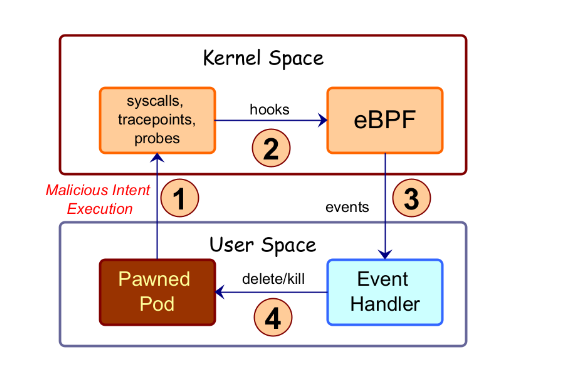 Kernel Space
syscalls,
tracepoints,
probes
hooks
2
eBPF
Malicious Intent
Execution
1
3
events
User Space
Pawned
Pod
delete/kill
4
Event
Handler